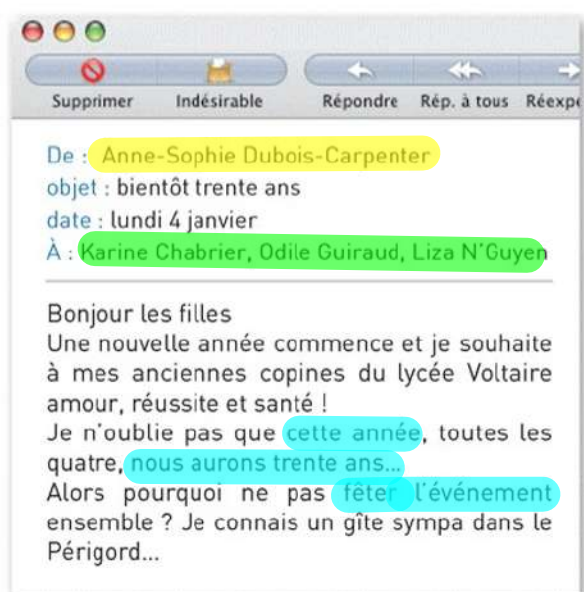 Supprimer Indésirable Répondre Rép. à tous
De : Anne-Sophie Dubois-Carpenter
objet : bientôt trente ans
date : lundi 4 janvier
À : Karine Chabrier, Odile Guiraud, Liza N'Guyen
Bonjour les filles
Une nouvelle année commence et je souhaite
à mes anciennes copines du lycée Voltaire
amour, réussite et santé !
Je n'oublie pas que cette année, toutes les
quatre, nous aurons trente ans...
Alors pourquoi ne pas fêter l'événement
ensemble ? Je connais un gîte sympa dans le
Périgord...